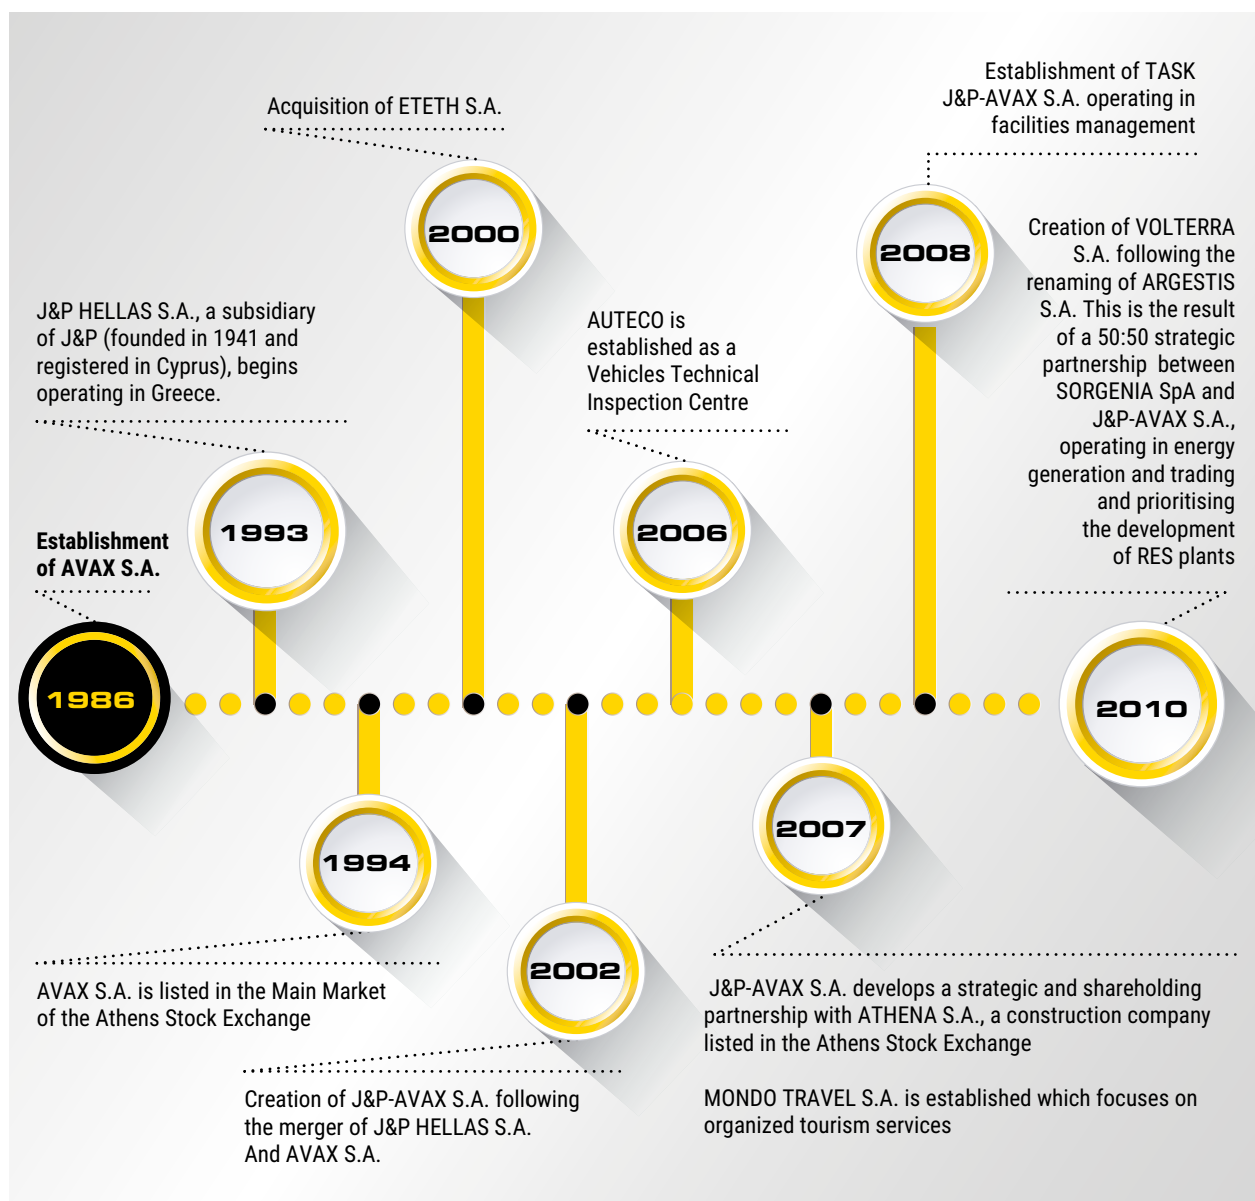 Establishment
of AVAX S.A.
1986
J&P HELLAS S.A., a subsidiary
of J&P (founded in 1941 and
registered in Cyprus), begins
operating in Greece.
1993
AVAX S.A. is listed in the Main Market
of the Athens Stock Exchange
1994
Acquisition of ETETH S.A.
2000
Creation of J&P-AVAX S.A. following
the merger of J&P HELLAS S.A.
And AVAX S.A.
2002
AUTECO is
established as a
Vehicles Technical
Inspection Centre
2006
J&P-AVAX S.A. develops a strategic and shareholding
partnership with ATHENA S.A., a construction company
listed in the Athens Stock Exchange
MONDO TRAVEL S.A. is established which focuses on
organized tourism services
2007
Establishment of TASK
J&P-AVAX S.A. operating in
facilities management
2008
Creation of VOLTERRA
S.A. following the
renaming of ARGESTIS
S.A. This is the result
of a 50:50 strategic
partnership between
SORGENIA SpA and
J&P-AVAX S.A.,
operating in energy
generation and trading
and prioritising
the development
of RES plants
2010